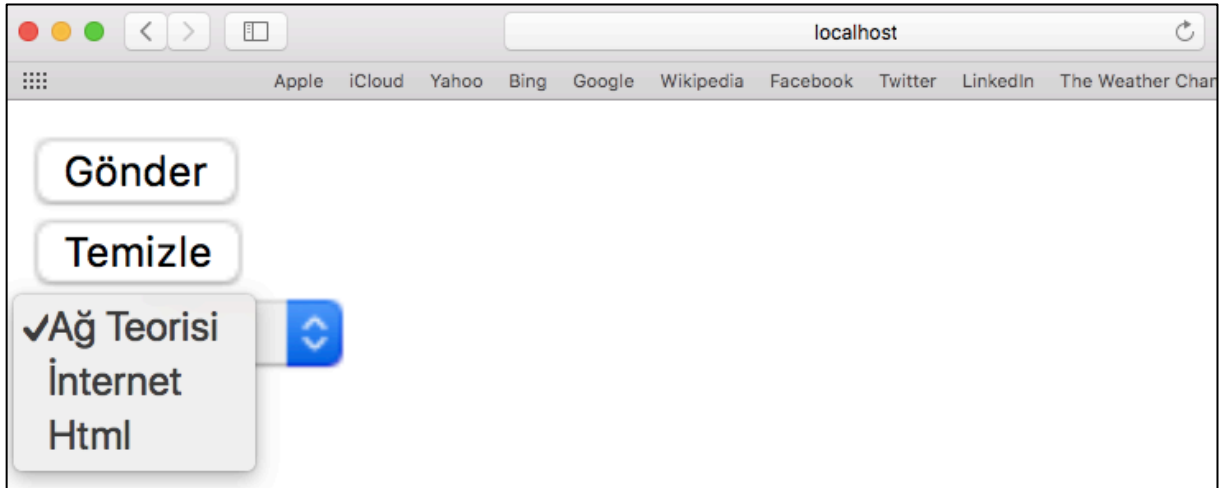 localhost
Apple iCloud Yahoo Bing Google Wikipedia Facebook Twitter LinkedIn The Weather Chan
Gönder
Temizle
Ağ Teorisi
İnternet
Html